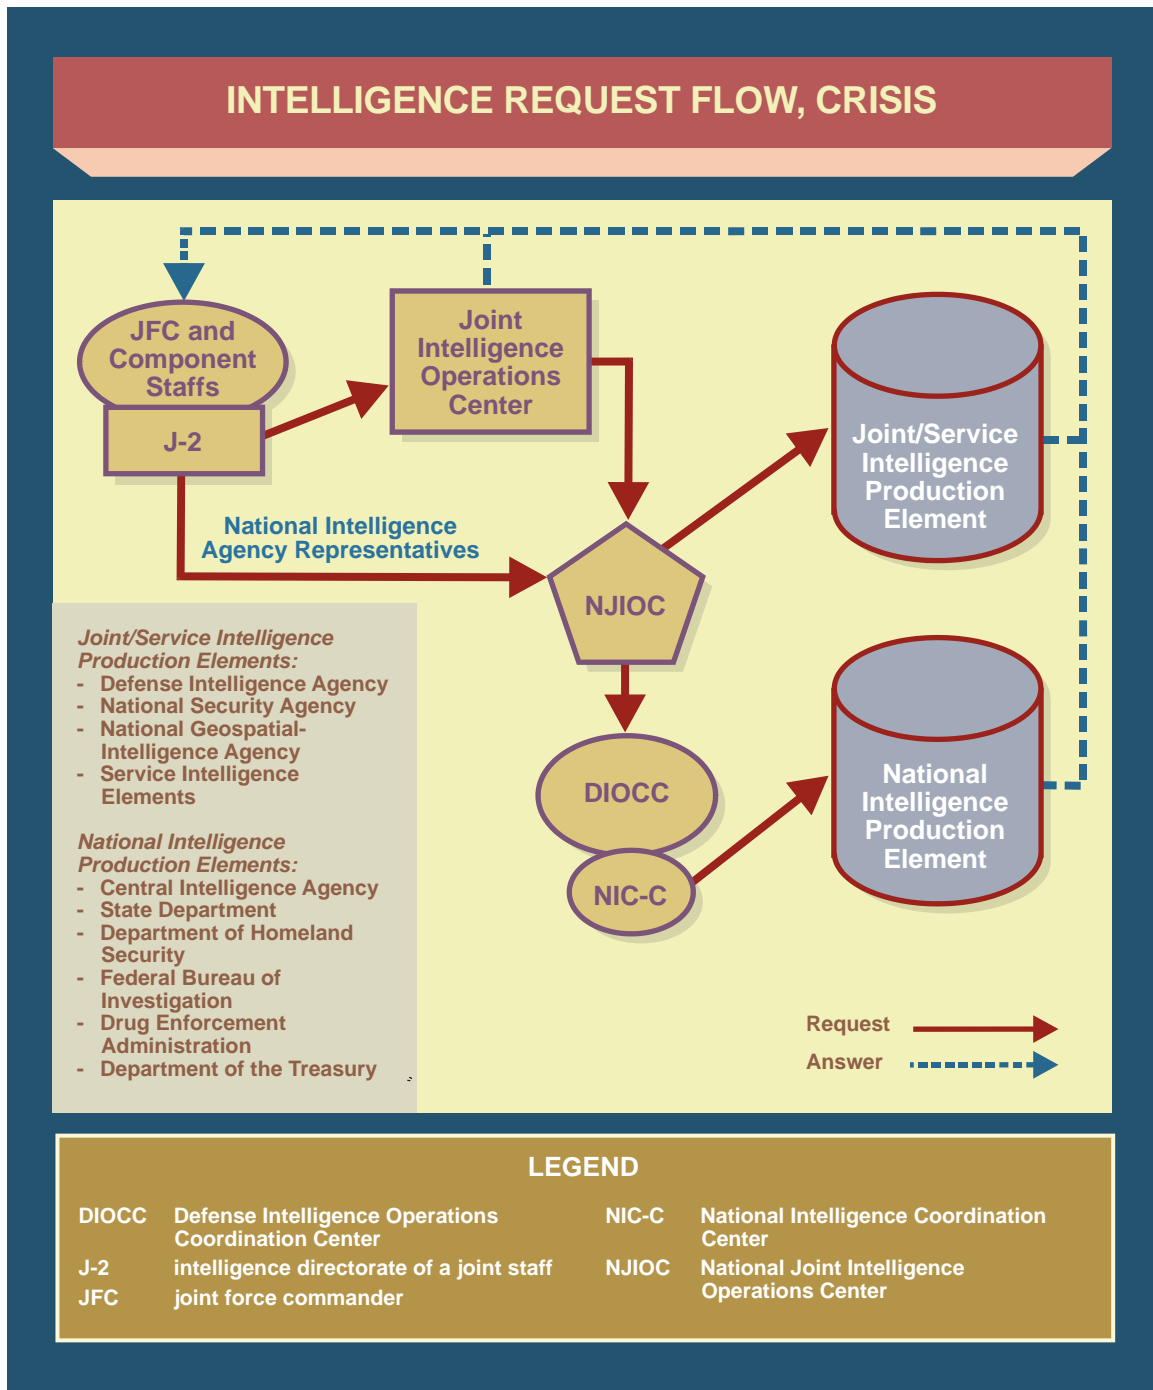 INTELLIGENCE REQUEST FLOW, CRISIS
JFC and
Component
Staffs
J-2
Joint
Intelligence
Operations
Center
Joint/Service
Intelligence
Production
Element
National Intelligence
Agency Representatives
NJIOC
DIOCC
NIC-C
National
Intelligence
Production
Element
Joint/Service Intelligence
Production Elements:
- Defense Intelligence Agency
- National Security Agency
- National Geospatial-
Intelligence Agency
- Service Intelligence
Elements
National Intelligence
Production Elements:
- Central Intelligence Agency
- State Department
- Department of Homeland
Security
- Federal Bureau of
Investigation
- Drug Enforcement
Administration
- Department of the Treasury
Request
Answer
LEGEND
DIOCC Defense Intelligence Operations
Coordination Center
J-2 intelligence directorate of a joint staff
JFC joint force commander
NIC-C National Intelligence Coordination
Center
NJIOC National Joint Intelligence
Operations Center